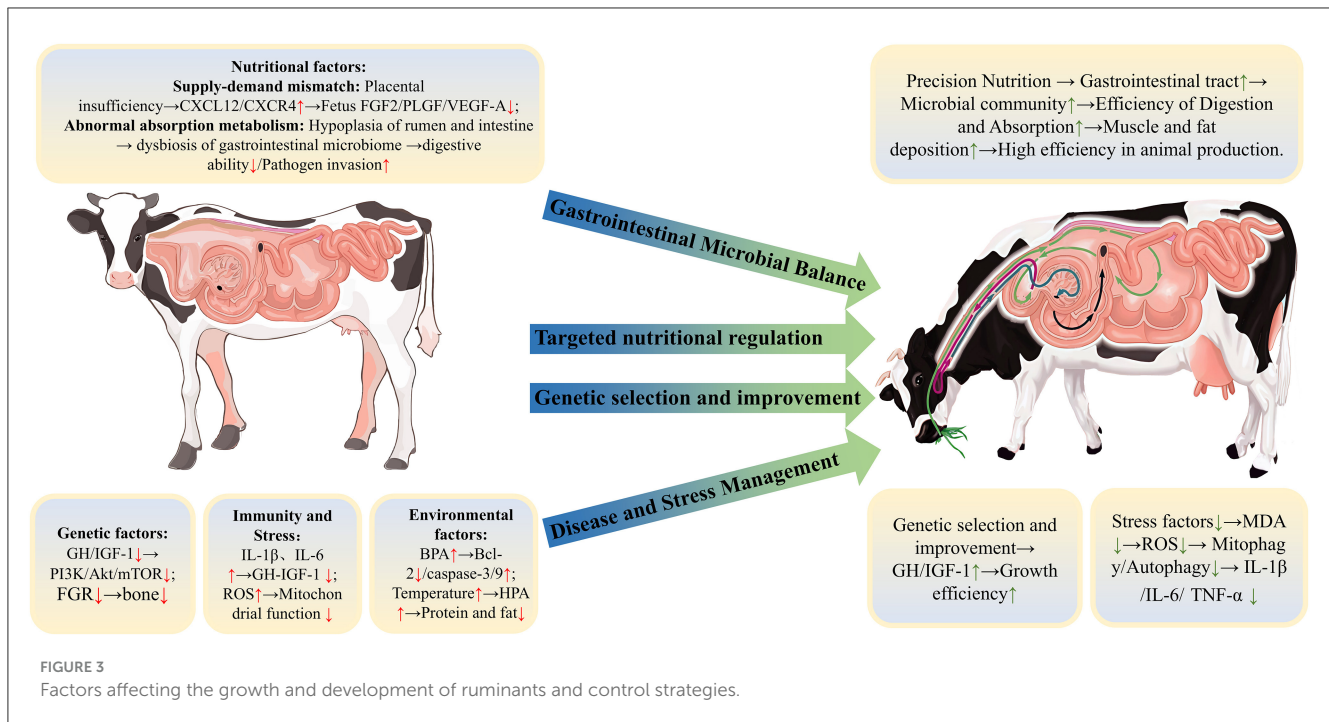 Nutritional factors:
Supply-demand mismatch: Placental
insufficiency→CXCL12/CXCR4↑→Fetus FGF2/PLGF/VEGF-A↓;
Abnormal absorption metabolism: Hypoplasia of rumen and intestine
→ dysbiosis of gastrointestinal microbiome →digestive
ability↓/Pathogen invasion↑
Precision Nutrition → Gastrointestinal tract↑→
Microbial community↑→Efficiency of Digestion
and Absorption↑→Muscle and fat
deposition↑→High efficiency in animal production.
Gastrointestinal Microbial Balance
Targeted nutritional regulation
Genetic selection and improvement
Disease and Stress Management
Genetic factors:
GH/IGF-1↓→
PI3K/Akt/mTOR↓;
FGR↓→bone↓
Immunity and
Stress:
IL-1β、IL-6
↑→GH-IGF-1 ↓;
ROS↑→Mitochon
drial function ↓
Environmental
factors:
BPA↑→Bcl-
2↓/caspase-3/9↑;
Temperature↑→HPA
↑→Protein and fat↓
Genetic selection and
improvement→
GH/IGF-1↑→Growth
efficiency↑
Stress factors↓→MDA
↓→ROS↓→ Mitophag
y/Autophagy↓→ IL-1β
/IL-6/ TNF-α ↓
FIGURE 3
Factors affecting the growth and development of ruminants and control strategies.